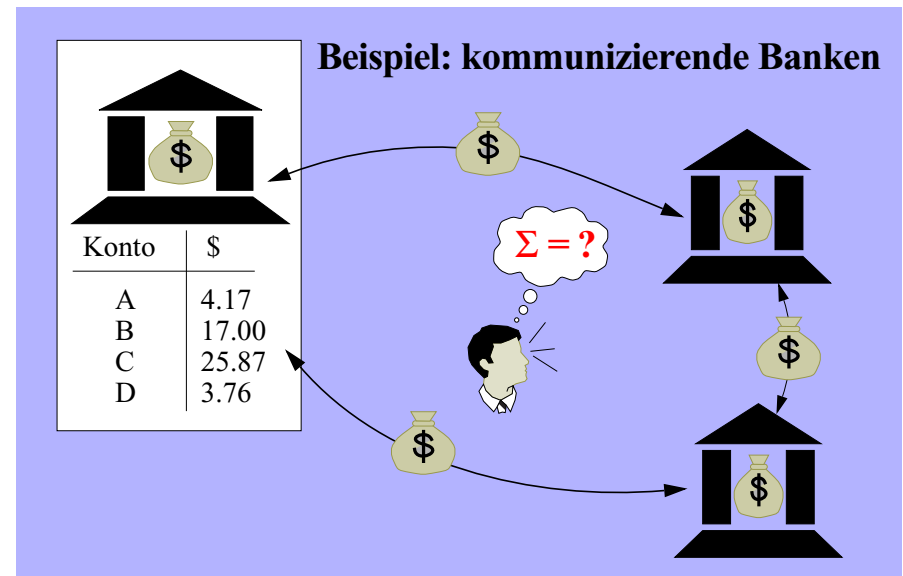 Beispiel: kommunizierende Banken
$
$
$
Σ = ?
Konto $
A 4.17
B 17.00
C 25.87
D 3.76
$
$
$